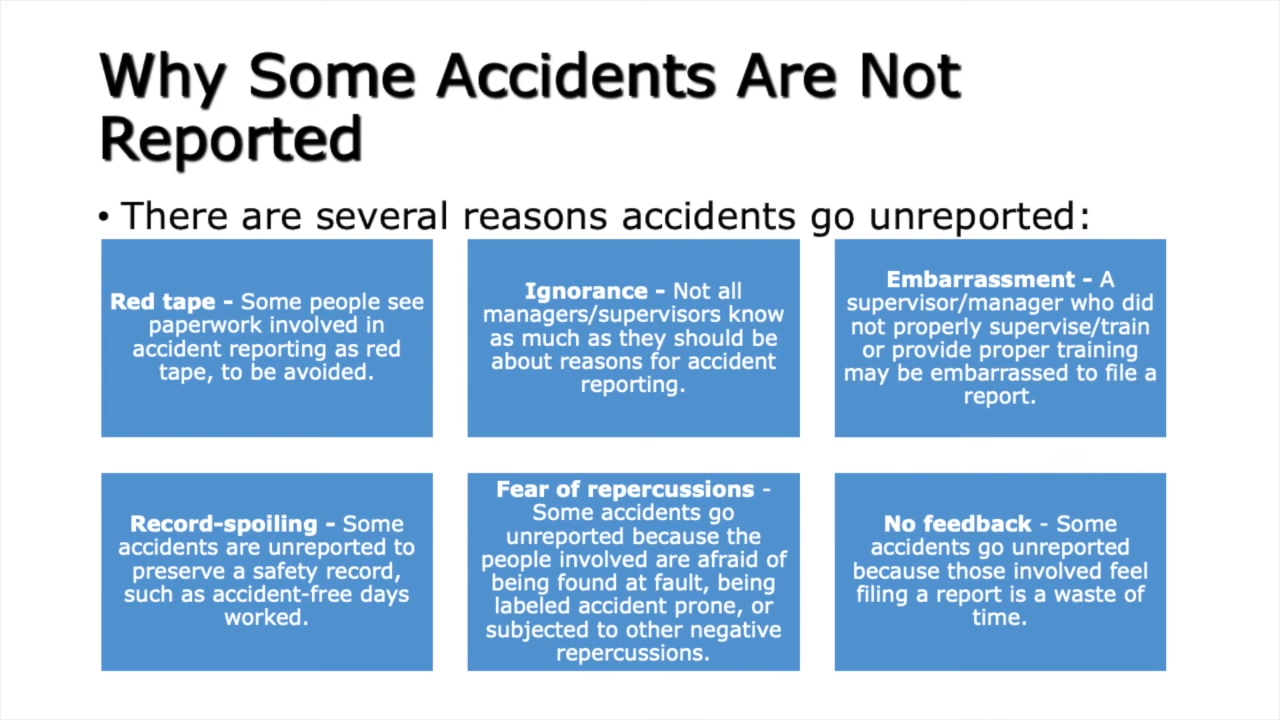 Why Some Accidents Are Not
Reported
• There are several reasons accidents go unreported:
Red tape - Some people see
paperwork involved in
accident reporting as red
tape, to be avoided.
Ignorance - Not all
managers/supervisors know
as much as they should be
about reasons for accident
reporting.
Embarrassment - A
supervisor/manager who did
not properly supervise/train
or provide proper training
may be embarrassed to file a
report.
Record-spoiling - Some
accidents are unreported to
preserve a safety record,
such as accident-free days
worked.
Fear of repercussions -
Some accidents go
unreported because the
people involved are afraid of
being found at fault, being
labeled accident prone, or
subjected to other negative
repercussions.
No feedback - Some
accidents go unreported
because those involved feel
filing a report is a waste of
time.